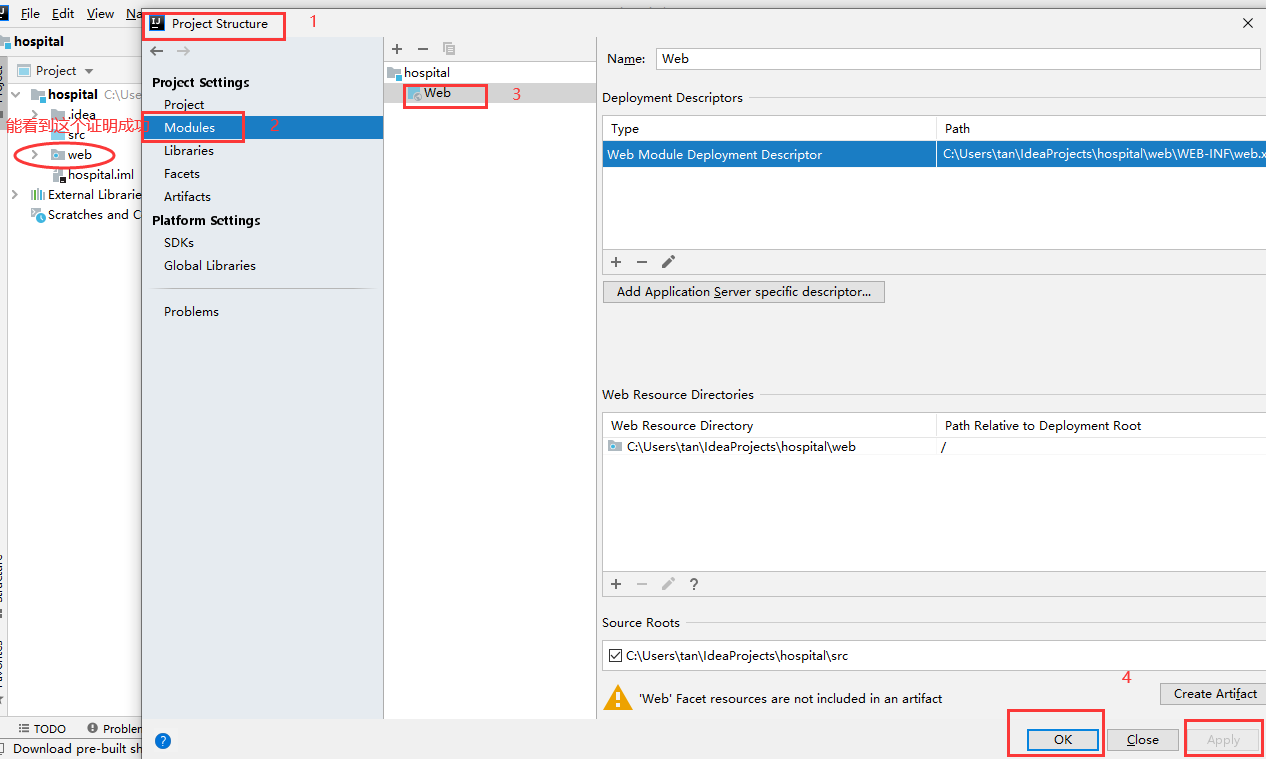 File Edit View Na
Project Structure 1
hospital
Project
hospital C:\Use
.idea
能看到这个证明成功
src
web
hospital.iml
External Librarie
Scratches and C
Project Settings
Project
Modules 2
Libraries
Facets
Artifacts
Platform Settings
SDKs
Global Libraries
Problems
hospital
Web 3
Name: Web
Deployment Descriptors
Type Path
Web Module Deployment Descriptor C:\Users\tan\IdeaProjects\hospital\web\WEB-INF\web.x
Add Application Server specific descriptor...
Web Resource Directories
Web Resource Directory Path Relative to Deployment Root
C:\Users\tan\IdeaProjects\hospital\web /
?
Source Roots
C:\Users\tan\IdeaProjects\hospital\src
4
'Web' Facet resources are not included in an artifact Create Artifact
OK Close Apply
TODO Probler
Download pre-built sh
?